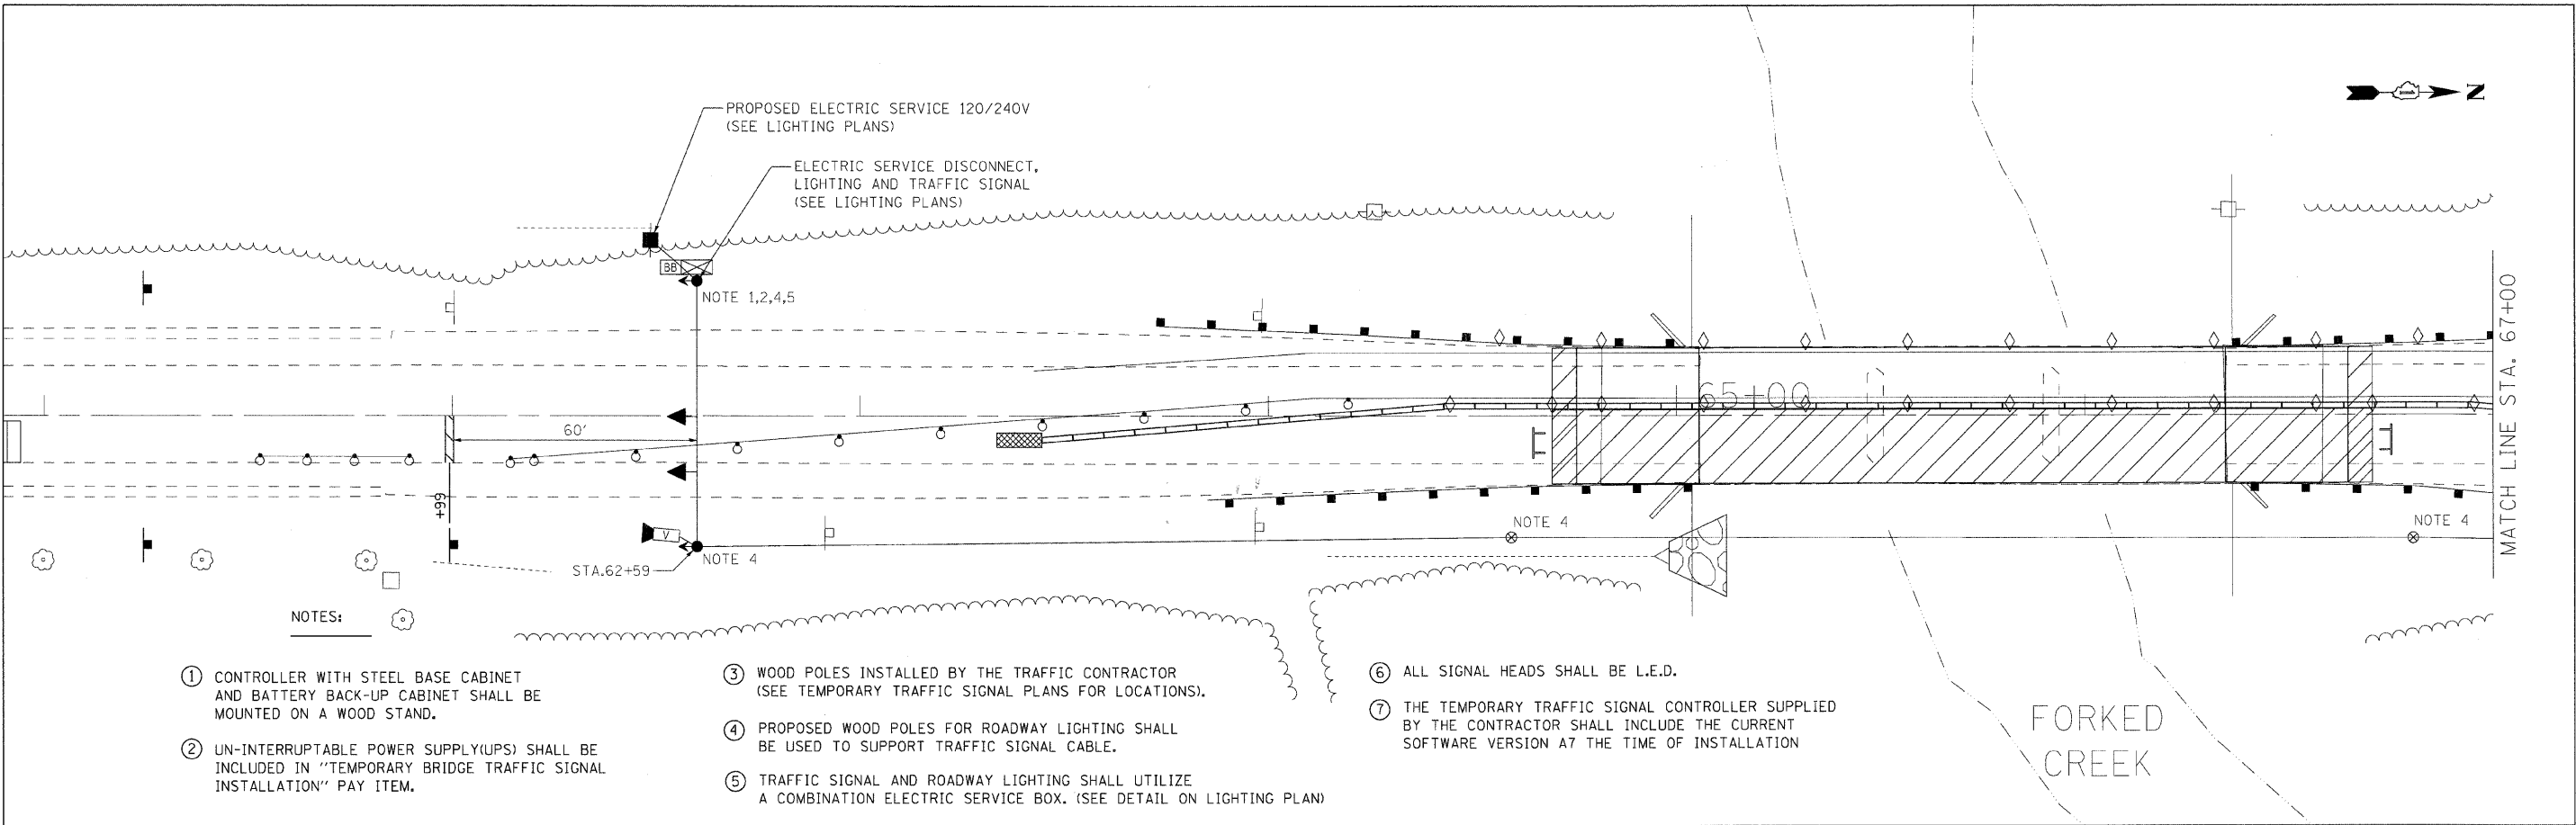 PROPOSED ELECTRIC SERVICE 120/240V
(SEE LIGHTING PLANS)
ELECTRIC SERVICE DISCONNECT,
LIGHTING AND TRAFFIC SIGNAL
(SEE LIGHTING PLANS)
N
BB
NOTE 1,2,4,5
MATCH LINE STA. 67+00
65+00
60'
+99
V
NOTE 4
STA.62+59
NOTE 4
NOTE 4
NOTES:
1 CONTROLLER WITH STEEL BASE CABINET
AND BATTERY BACK-UP CABINET SHALL BE
MOUNTED ON A WOOD STAND.
2 UN-INTERRUPTABLE POWER SUPPLY(UPS) SHALL BE
INCLUDED IN "TEMPORARY BRIDGE TRAFFIC SIGNAL
INSTALLATION" PAY ITEM.
3 WOOD POLES INSTALLED BY THE TRAFFIC CONTRACTOR
(SEE TEMPORARY TRAFFIC SIGNAL PLANS FOR LOCATIONS).
4 PROPOSED WOOD POLES FOR ROADWAY LIGHTING SHALL
BE USED TO SUPPORT TRAFFIC SIGNAL CABLE.
5 TRAFFIC SIGNAL AND ROADWAY LIGHTING SHALL UTILIZE
A COMBINATION ELECTRIC SERVICE BOX. (SEE DETAIL ON LIGHTING PLAN)
6 ALL SIGNAL HEADS SHALL BE L.E.D.
7 THE TEMPORARY TRAFFIC SIGNAL CONTROLLER SUPPLIED
BY THE CONTRACTOR SHALL INCLUDE THE CURRENT
SOFTWARE VERSION A7 THE TIME OF INSTALLATION
FORKED
CREEK